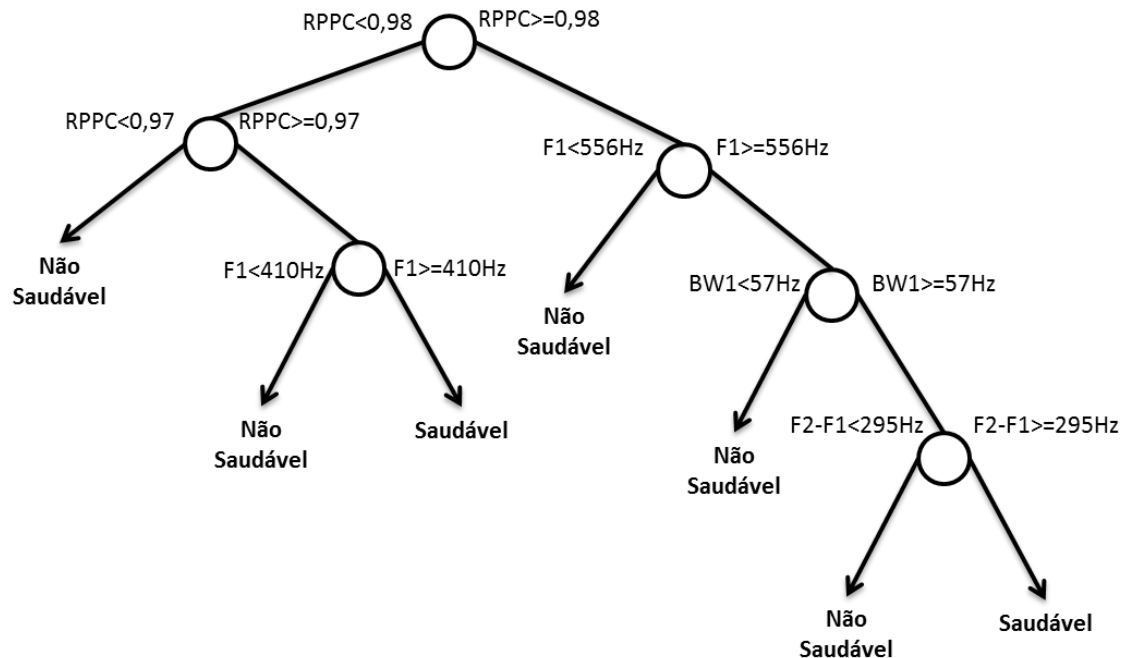 RPPC<0,98
RPPC>=0,98
RPPC<0,97
RPPC>=0,97
F1<556Hz
F1>=556Hz
Não
Saudável
F1<410Hz
F1>=410Hz
BW1<57Hz
BW1>=57Hz
Não
Saudável
Não
Saudável
Saudável
F2-F1<295Hz
F2-F1>=295Hz
Não
Saudável
Não
Saudável
Saudável